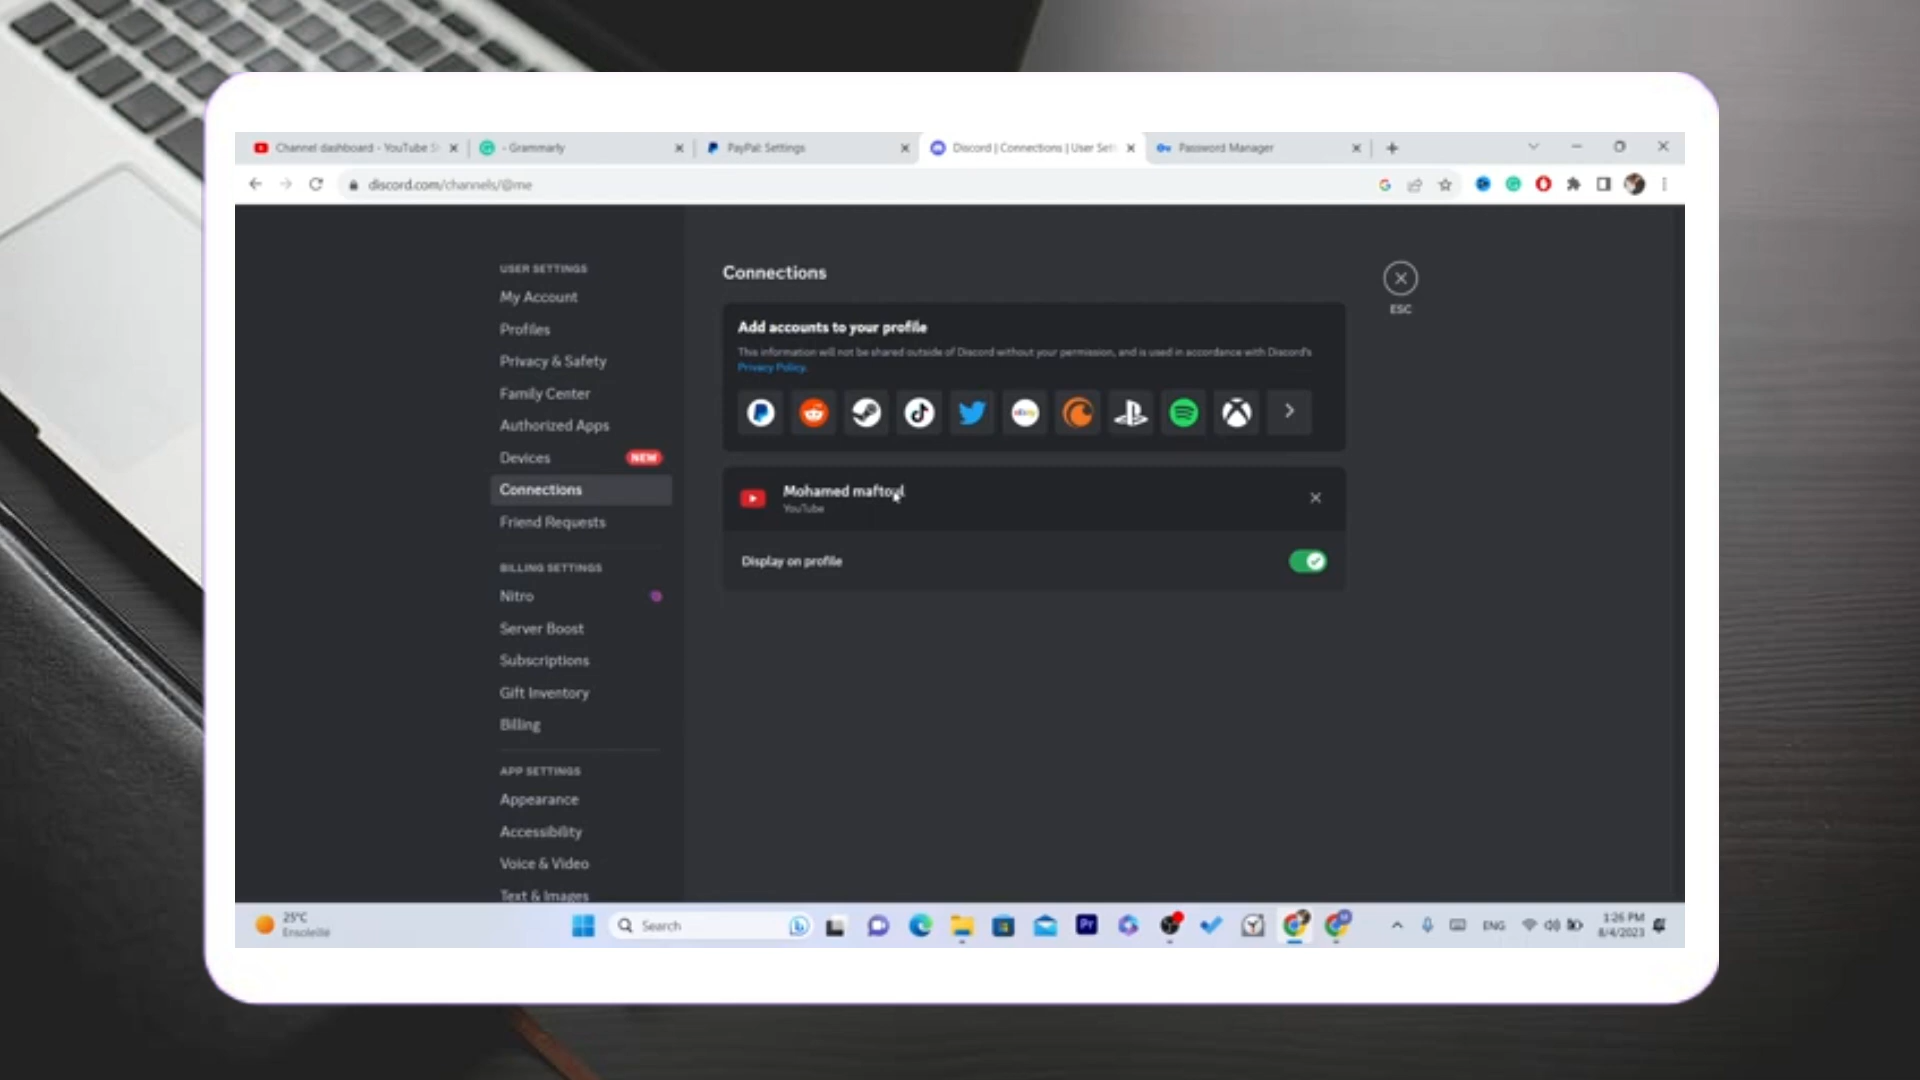 Channel dashboard - YouTube S
- Grammarly
PayPal: Settings
Discord | Connections | User Sett
Password Manager
discord.com/channels/@me
USER SETTINGS
My Account
Profiles
Privacy & Safety
Family Center
Authorized Apps
Devices
NEW
Connections
Friend Requests
BILLING SETTINGS
Nitro
Server Boost
Subscriptions
Gift Inventory
Billing
APP SETTINGS
Appearance
Accessibility
Voice & Video
Text & Images
Connections
ESC
Add accounts to your profile
This information will not be shared outside of Discord without your permission, and is used in accordance with Discord's
Privacy Policy.
ebay
Mohamed maftoul
YouTube
Display on profile
25°C
Ensoleillé
Search
Pr
ENG
1:26 PM
8/4/2023